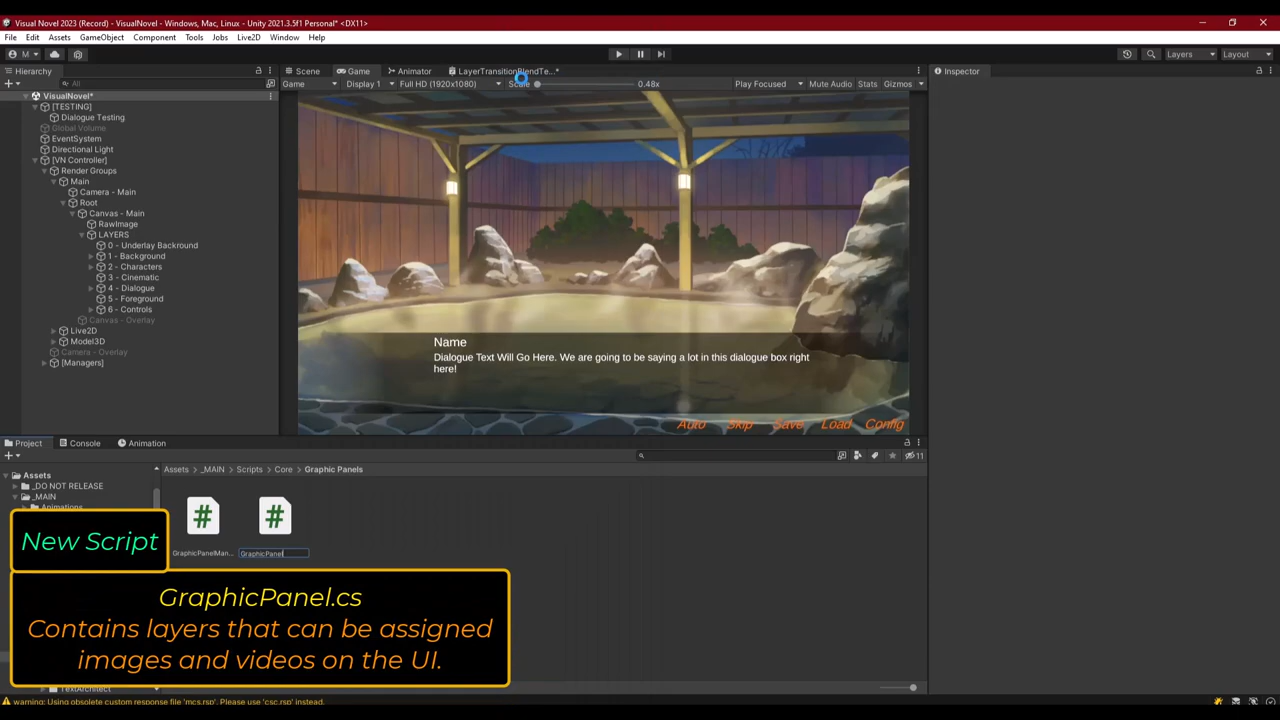 Visual Novel 2023 (Record) - VisualNovel - Windows, Mac, Linux - Unity 2021.3.5f1 Personal* <DX11>
File Edit Assets GameObject Component Tools Jobs Live2D Window Help
M
Layers Layout
Hierarchy
Scene Game Animator LayerTransitionBlendTe...*
Inspector
All
Game Display 1 Full HD (1920x1080) Scale 0.48x Play Focused Mute Audio Stats Gizmos
VisualNovel*
[TESTING]
Dialogue Testing
Global Volume
EventSystem
Directional Light
[VN Controller]
Render Groups
Main
Camera - Main
Root
Canvas - Main
RawImage
LAYERS
0 - Underlay Backround
1 - Background
2 - Characters
3 - Cinematic
4 - Dialogue
5 - Foreground
6 - Controls
Canvas - Overlay
Live2D
Model3D
Camera - Overlay
[Managers]
Name
Dialogue Text Will Go Here. We are going to be saying a lot in this dialogue box right
here!
Auto Skip Save Load Config
Project Console Animation
11
Assets
_DO NOT RELEASE
_MAIN
Animations
Assets > _MAIN > Scripts > Core > Graphic Panels
#
#
GraphicPanelMan...
GraphicPanel
New Script
GraphicPanel.cs
Contains layers that can be assigned
images and videos on the UI.
TextArchitect
warning: Using obsolete custom response file 'mcs.rsp'. Please use 'csc.rsp' instead.